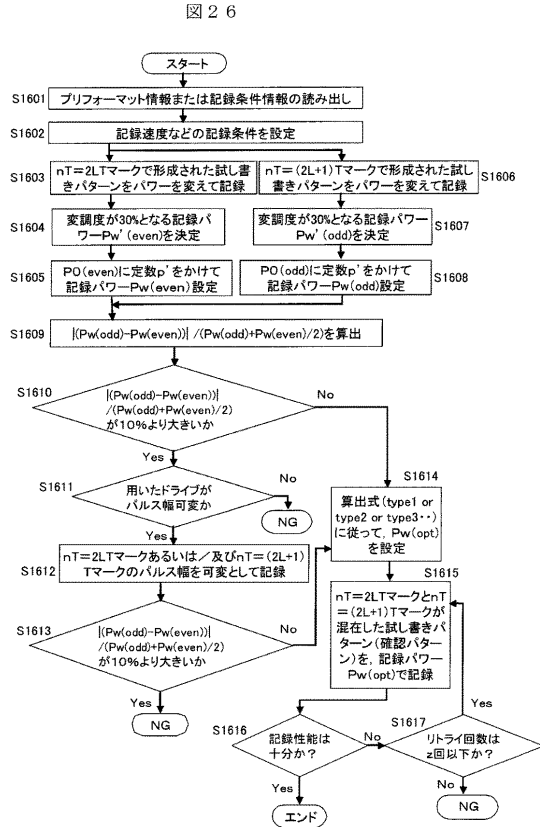 図２６
スタート
S1601
プリフォーマット情報または記録条件情報の読み出し
S1602
記録速度などの記録条件を設定
S1603
nT=2LTマークで形成された試し書
きパターンをパワーを変えて記録
nT=(2L+1)Tマークで形成された試し
書きパターンをパワーを変えて記録
S1606
S1604
変調度が30%となる記録パ
ワーPw'(even)を決定
変調度が30%となる記録パワー
Pw'(odd)を決定
S1607
S1605
PO(even)に定数p'をかけて
記録パワーPw(even)設定
PO(odd)に定数p'をかけて
記録パワーPw(odd)設定
S1608
S1609
|(Pw(odd)-Pw(even))| /(Pw(odd)+Pw(even)/2)を算出
S1610
|(Pw(odd)-Pw(even))|
/(Pw(odd)+Pw(even)/2)
が10%より大きいか
No
Yes
S1611
用いたドライブが
パルス幅可変か
No
NG
Yes
S1612
nT=2LTマークあるいは／及びnT=(2L+1)
Tマークのパルス幅を可変として記録
S1613
|(Pw(odd)-Pw(even))|
/(Pw(odd)+Pw(even)/2)
が10%より大きいか
No
Yes
NG
S1614
算出式(type1 or
type2 or type3‥)
に従って，Pw(opt)
を設定
S1615
nT=2LTマークとnT
=(2L+1)Tマークが
混在した試し書きパ
ターン(確認パター
ン)を，記録パワー
Pw(opt)で記録
S1616
記録性能は
十分か？
No
Yes
エンド
S1617
リトライ回数は
z回以下か？
Yes
No
NG